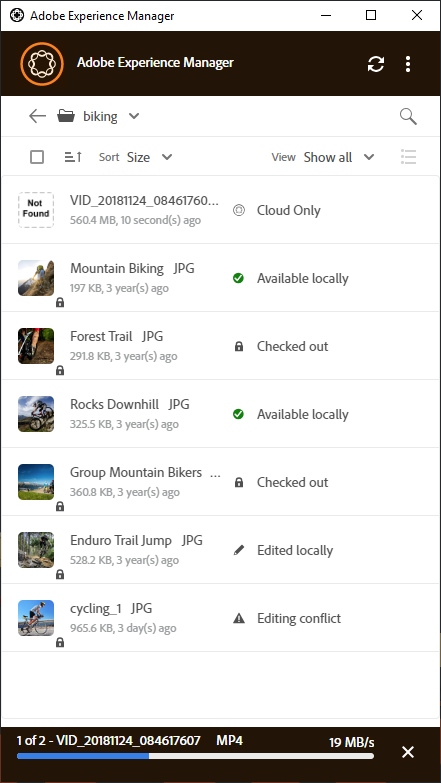 Adobe Experience Manager
Adobe Experience Manager
biking
Sort Size View Show all
Not Found
VID_20181124_08461760...
560.4 MB, 10 second(s) ago
Cloud Only
Mountain Biking JPG
197 KB, 3 year(s) ago
Available locally
Forest Trail JPG
291.8 KB, 3 year(s) ago
Checked out
Rocks Downhill JPG
325.5 KB, 3 year(s) ago
Available locally
Group Mountain Bikers ...
360.8 KB, 3 year(s) ago
Checked out
Enduro Trail Jump JPG
528.2 KB, 3 year(s) ago
Edited locally
cycling_1 JPG
965.6 KB, 3 day(s) ago
Editing conflict
1 of 2 - VID_20181124_084617607 MP4 19 MB/s